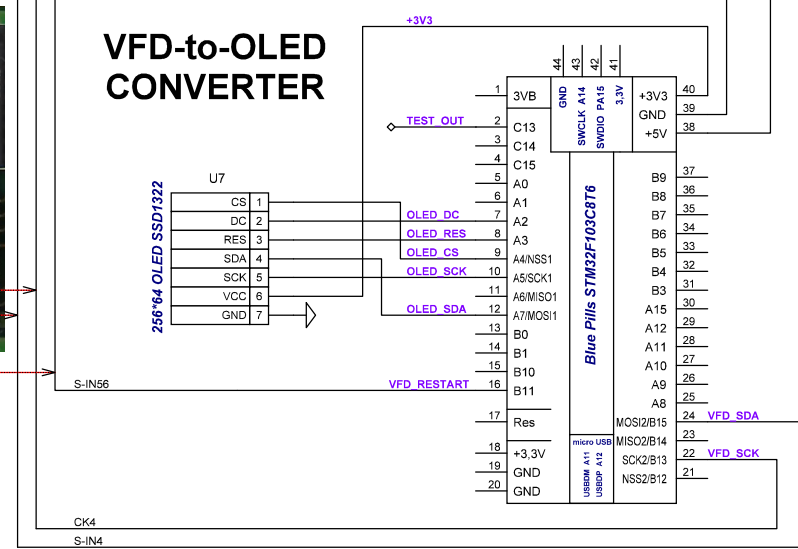 +3V3
VFD-to-OLED
CONVERTER
44
43
42
41
GND
SWCLK A14
SWDIO PA15
3,3V
1 3VB
+3V3 40
GND 39
+5V 38
TEST_OUT 2 C13
3 C14
4 C15
5 A0
6 A1
OLED_DC 7 A2
OLED_RES 8 A3
OLED_CS 9 A4/NSS1
OLED_SCK 10 A5/SCK1
11 A6/MISO1
OLED_SDA 12 A7/MOSI1
13 B0
14 B1
15 B10
S-IN56 VFD_RESTART 16 B11
17 Res
18 +3,3V
19 GND
20 GND
U7
256*64 OLED SSD1322
CS 1
DC 2
RES 3
SDA 4
SCK 5
VCC 6
GND 7
Blue Pills STM32F103C8T6
B9 37
B8 36
B7 35
B6 34
B5 33
B4 32
B3 31
A15 30
A12 29
A11 28
A10 27
A9 26
A8 25
MOSI2/B15 24 VFD_SDA
MISO2/B14 23
SCK2/B13 22 VFD_SCK
NSS2/B12 21
micro USB
USBDM A11
USBDP A12
CK4
S-IN4